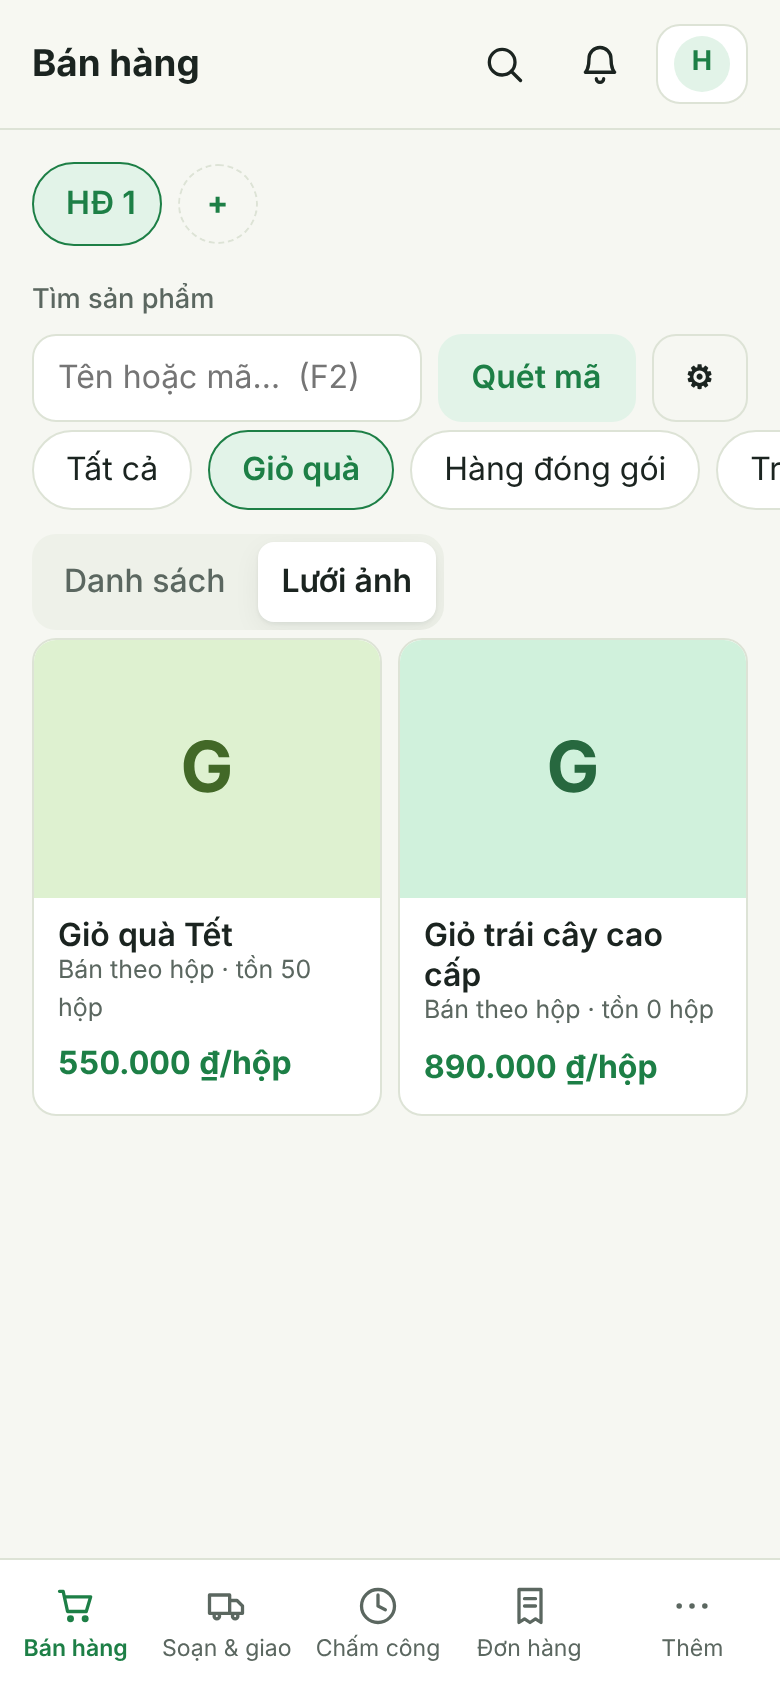 Bán hàng
H
HĐ 1
+
Tìm sản phẩm
Tên hoặc mã... (F2)
Quét mã
Tất cả
Giỏ quà
Hàng đóng gói
Tr
Danh sách
Lưới ảnh
G
G
Giỏ quà Tết
Bán theo hộp · tồn 50
hộp
550.000 ₫/hộp
Giỏ trái cây cao
cấp
Bán theo hộp · tồn 0 hộp
890.000 ₫/hộp
Bán hàng
Soạn & giao
Chấm công
Đơn hàng
Thêm